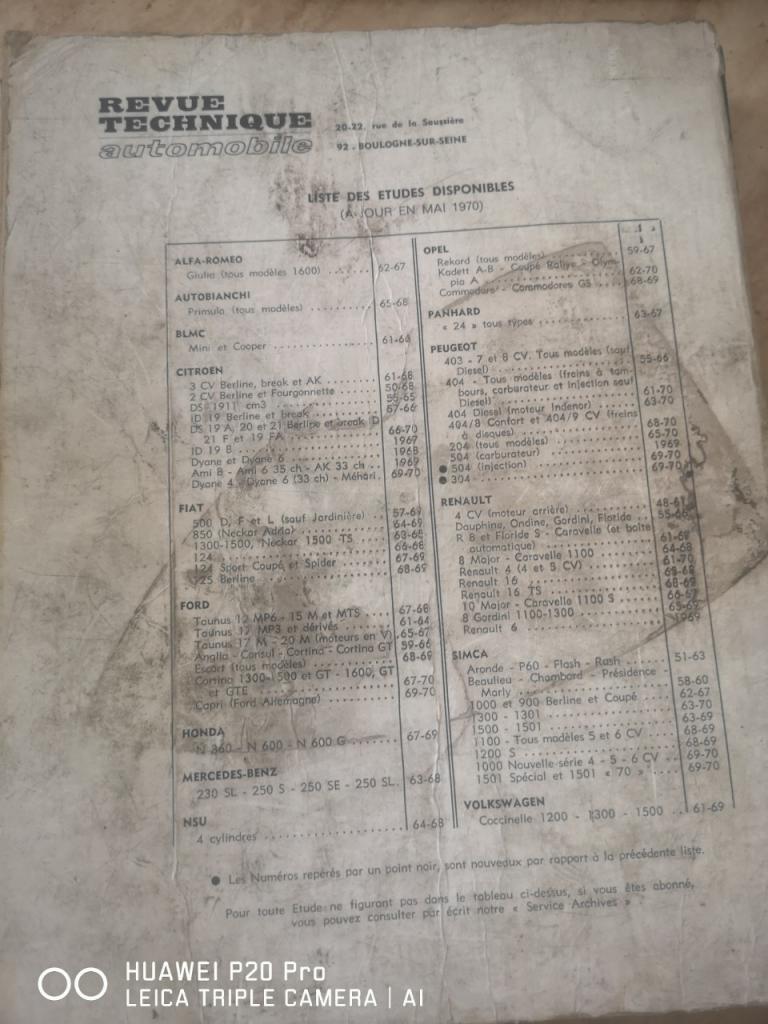 REVUE
TECHNIQUE
automobile
20-22, rue de la Saussière
92 - BOULOGNE-SUR-SEINE
LISTE DES ETUDES DISPONIBLES
(A JOUR EN MAI 1970)
ALFA-ROMEO
Giulia (tous modèles 1600) ....... 62-67
AUTOBIANCHI
Primula (tous modèles) .......... 65-68
BLMC
Mini et Cooper .......... 61-68
CITROEN
3 CV Berline, break et AK ........ 61-68
2 CV Berline et Fourgonnette ..... 50-68
DS 1911 cm3 .......... 55-65
ID 19 Berline et break .......... 57-66
DS 19 A, 20 et 21 Berline et break D
21 F et 19 FA .......... 66-70
ID 19 B .......... 1967
Dyane et Dyane 6 .......... 1968
Ami 8 - Ami 6 35 ch - AK 33 ch .. 1969
Dyane 4 - Dyane 6 (33 ch) - Méhari. 69-70
FIAT
500 D, F et L (sauf Jardinière) .... 57-69
850 (Neckar Adria) .......... 64-69
1300-1500, Neckar 1500 TS .... 63-65
124 .......... 66-68
124 Sport Coupé et Spider .... 67-69
125 Berline .......... 68-69
FORD
Taunus 12 MP6 - 15 M et MTS .... 67-68
Taunus 12 MP3 et dérivés ...... 61-64
Taunus 17 M - 20 M (moteurs en V) . 65-67
Anglia - Consul - Cortina - Cortina GT 59-66
Escort (tous modèles) .......... 68-69
Cortina 1300-1500 et GT - 1600, GT
et GTE .......... 67-70
Capri (Ford Allemagne) .......... 69-70
HONDA
N 360 - N 600 - N 600 G ........ 67-69
MERCEDES-BENZ
230 SL - 250 S - 250 SE - 250 SL. 63-68
NSU
4 cylindres .......... 64-68
OPEL
Rekord (tous modèles) .......... 59-67
Kadett A-B - Coupé Rallye - Olym-
pia A .......... 62-70
Commodore - Commodores GS .... 68-69
PANHARD
« 24 » tous types .......... 63-67
PEUGEOT
403 - 7 et 8 CV. Tous modèles (sauf
Diesel) .......... 55-66
404 - Tous modèles (freins à tam-
bours, carburateur et injection sauf
Diesel) .......... 61-70
404 Diesel (moteur Indenor) ...... 63-70
404/8 Confort et 404/9 CV (freins
à disques) .......... 68-70
204 (tous modèles) .......... 65-70
504 (carburateur) .......... 1969
● 504 (injection) .......... 69-70
● 304 .......... 69-70
RENAULT
4 CV (moteur arrière) .......... 48-61
Dauphine, Ondine, Gordini, Floride .. 55-66
R 8 et Floride S - Caravelle (et boîte
automatique) .......... 61-69
8 Major - Caravelle 1100 ........ 64-68
Renault 4 (4 et 5 CV) .......... 61-70
Renault 16 .......... 65-68
Renault 16 TS .......... 68-69
10 Major - Caravelle 1100 S ...... 66-67
8 Gordini 1100-1300 .......... 65-69
Renault 6 .......... 1969
SIMCA
Aronde - P60 - Flash - Rush ...... 51-63
Beaulieu - Chambord - Présidence -
Marly .......... 58-60
1000 et 900 Berline et Coupé .... 62-67
1300 - 1301 .......... 63-70
1500 - 1501 .......... 63-69
1100 - Tous modèles 5 et 6 CV .... 68-69
1200 S .......... 68-69
1000 Nouvelle série 4 - 5 - 6 CV .. 69-70
1501 Spécial et 1501 « 70 » ...... 69-70
VOLKSWAGEN
Coccinelle 1200 - 1300 - 1500 .. 61-69
● Les Numéros repérés par un point noir, sont nouveaux par rapport à la précédente liste.
Pour toute Etude ne figurant pas dans le tableau ci-dessus, si vous êtes abonné,
vous pouvez consulter par écrit notre « Service Archives » .
HUAWEI P20 Pro
LEICA TRIPLE CAMERA | AI